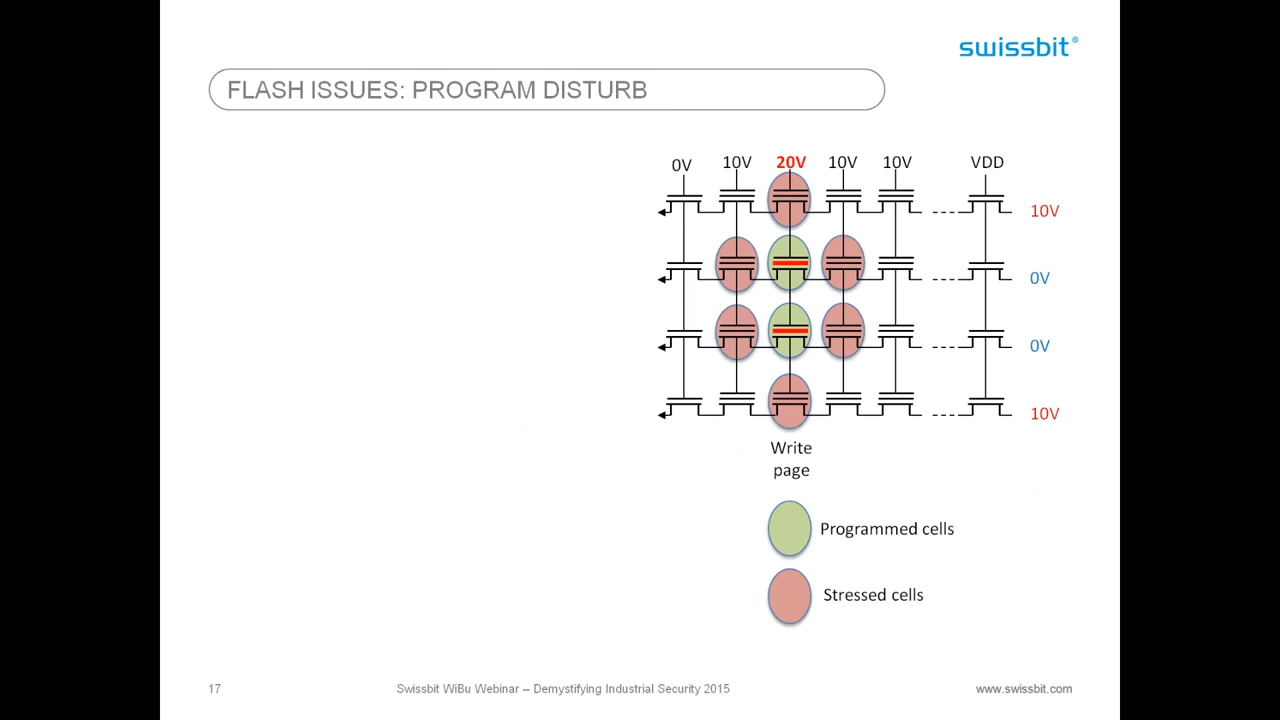 swissbit®
FLASH ISSUES: PROGRAM DISTURB
0V 10V 20V 10V 10V VDD
10V
0V
0V
10V
Write
page
Programmed cells
Stressed cells
17 Swissbit WiBu Webinar – Demystifying Industrial Security 2015 www.swissbit.com